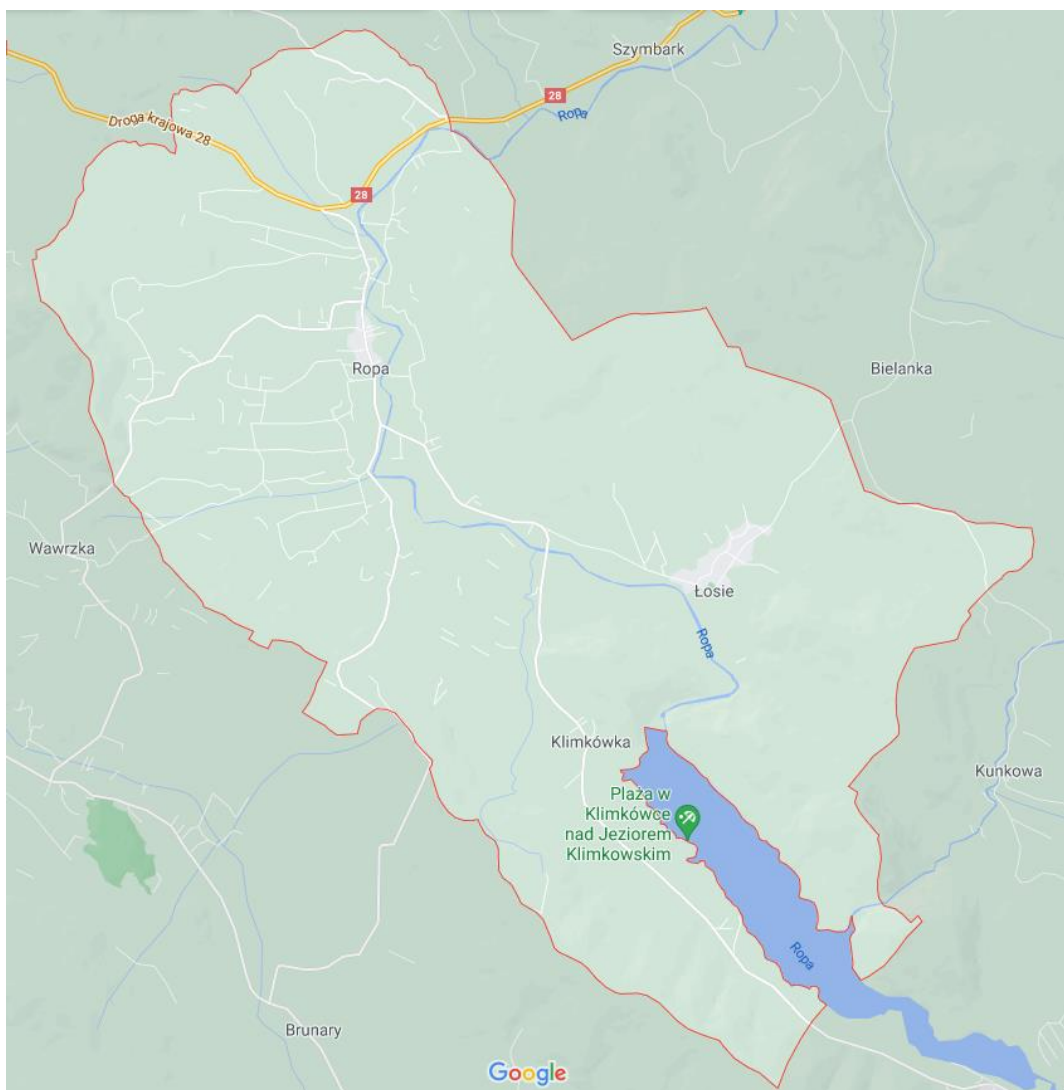 Szymbark
28
Ropa
Droga krajowa 28
28
Ropa
Bielanka
Wawrzka
Łosie
Ropa
Klimkówka
Kunkowa
Plaża w
Klimkówce
nad Jeziorem
Klimkowskim
Ropa
Brunary
Google